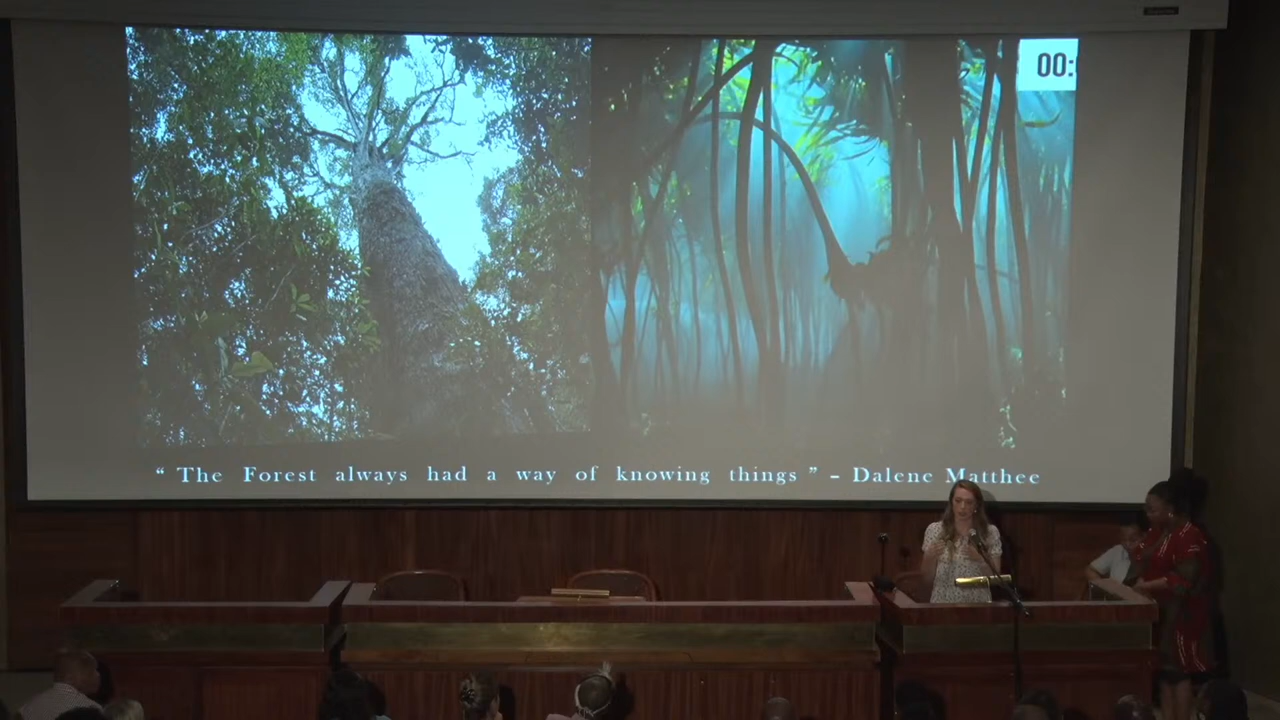 00:
“ The Forest always had a way of knowing things ” – Dalene Matthee